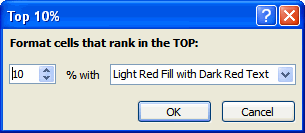 Top 10%
Format cells that rank in the TOP:
10 % with Light Red Fill with Dark Red Text
OK Cancel